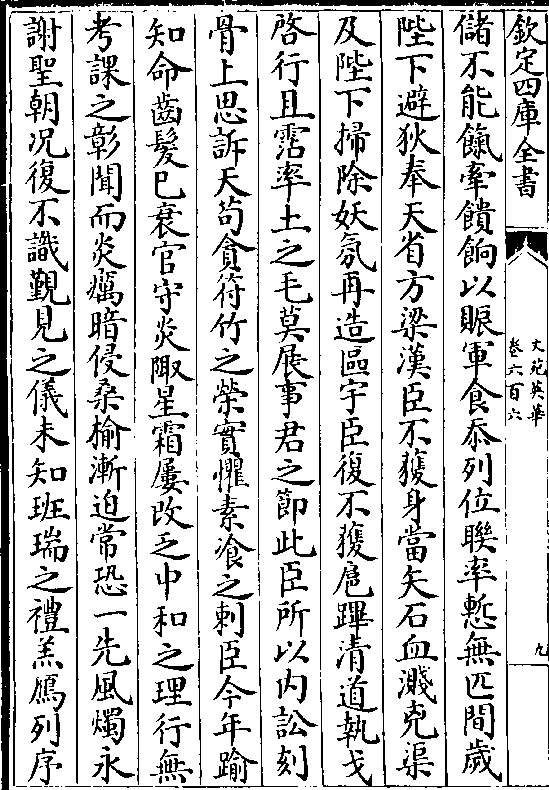 欽定四庫全書
文苑英華
卷六百六
九
儲不能餼牽饋餉以賑軍食忝列位聯率慙無匹間歲
陛下避狄奉天省方梁漢臣不獲身當矢石血濺兇渠
及陛下掃除妖氛再造區宇臣復不獲扈蹕清道執戈
啓行且霑率土之毛莫展事君之節此臣所以内訟刻
骨上思訴天苟貪符竹之榮實懼素飡之刺臣今年踰
知命齒髮已衰官守炎陬星霜屢改乏中和之理行無
考課之彰聞而炎癘暗侵桑榆漸迫常恐一先風燭永
謝聖朝况復不識覲見之儀未知班瑞之禮羔鴈列序